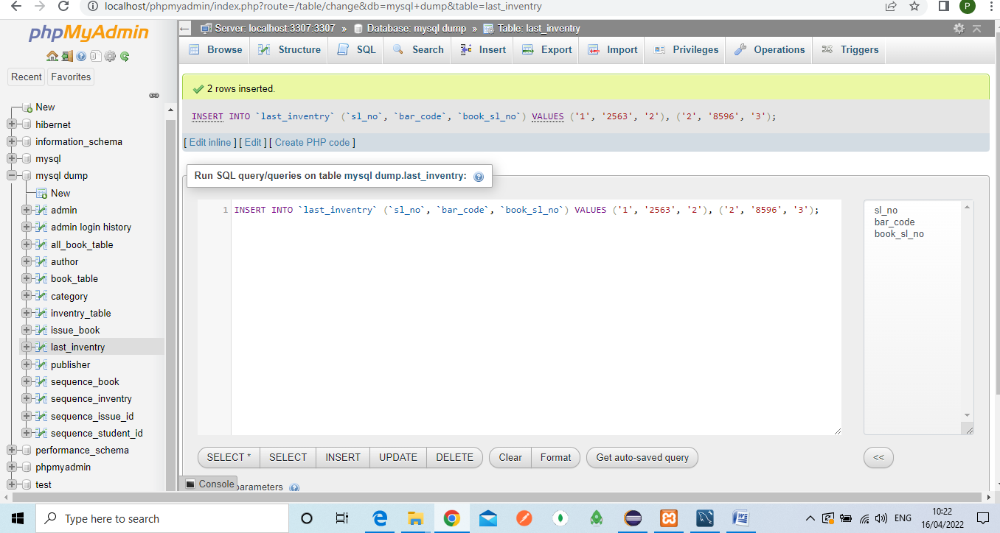 localhost/phpmyadmin/index.php?route=/table/change&db=mysql+dump&table=last_inventry
P
phpMyAdmin
Recent Favorites
New
hibernet
information_schema
mysql
mysql dump
New
admin
admin login history
all_book_table
author
book_table
category
inventry_table
issue_book
last_inventry
publisher
sequence_book
sequence_inventry
sequence_issue_id
sequence_student_id
performance_schema
phpmyadmin
test
Server: localhost:3307:3307 » Database: mysql dump » Table: last_inventry
Browse Structure SQL Search Insert Export Import Privileges Operations Triggers
2 rows inserted.
INSERT INTO `last_inventry` (`sl_no`, `bar_code`, `book_sl_no`) VALUES ('1', '2563', '2'), ('2', '8596', '3');
[ Edit inline ] [ Edit ] [ Create PHP code ]
Run SQL query/queries on table mysql dump.last_inventry:
1 INSERT INTO `last_inventry` (`sl_no`, `bar_code`, `book_sl_no`) VALUES ('1', '2563', '2'), ('2', '8596', '3');
sl_no
bar_code
book_sl_no
SELECT * SELECT INSERT UPDATE DELETE Clear Format Get auto-saved query <<
Console parameters
Type here to search
ENG
10:22
16/04/2022